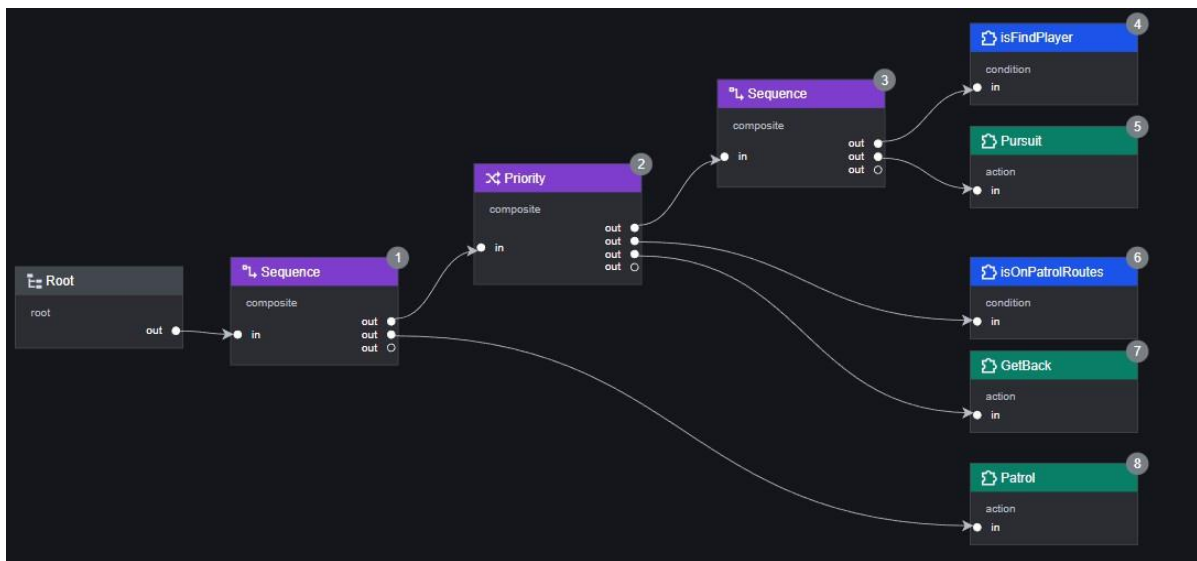 Root
root
out
1
Sequence
composite
in
out
out
out
2
Priority
composite
in
out
out
out
out
3
Sequence
composite
in
out
out
out
4
isFindPlayer
condition
in
5
Pursuit
action
in
6
isOnPatrolRoutes
condition
in
7
GetBack
action
in
8
Patrol
action
in